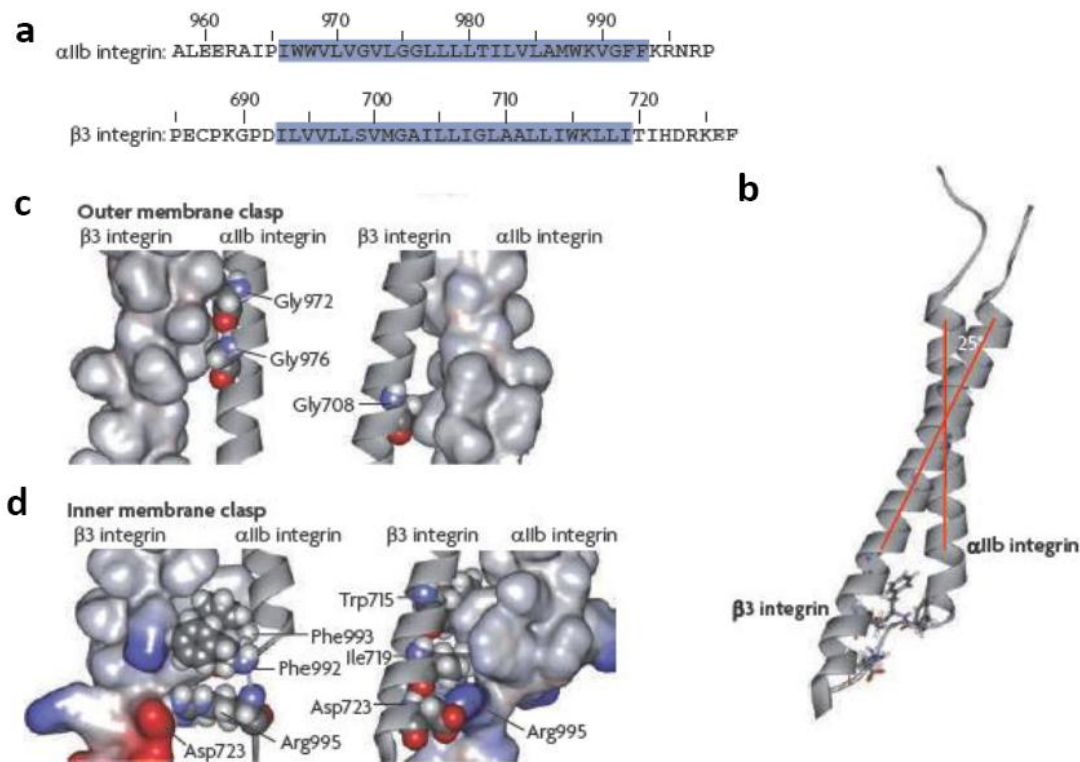 a
960 970 980 990
αIIb integrin: ALEERAIPIWWVLVGVLGGLLLLTILVLAMWKVGFFKRNRP
690 700 710 720
β3 integrin: PECPKGPDILVVLLSVMGAILLIGLAALLIWKLLITIHDRKEF
c
Outer membrane clasp
β3 integrin αIIb integrin β3 integrin αIIb integrin
Gly972
Gly976
Gly708
d
Inner membrane clasp
β3 integrin αIIb integrin β3 integrin αIIb integrin
Trp715
Phe993
Ile719
Phe992
Asp723
Arg995
Asp723
Arg995
b
25°
αIIb integrin
β3 integrin